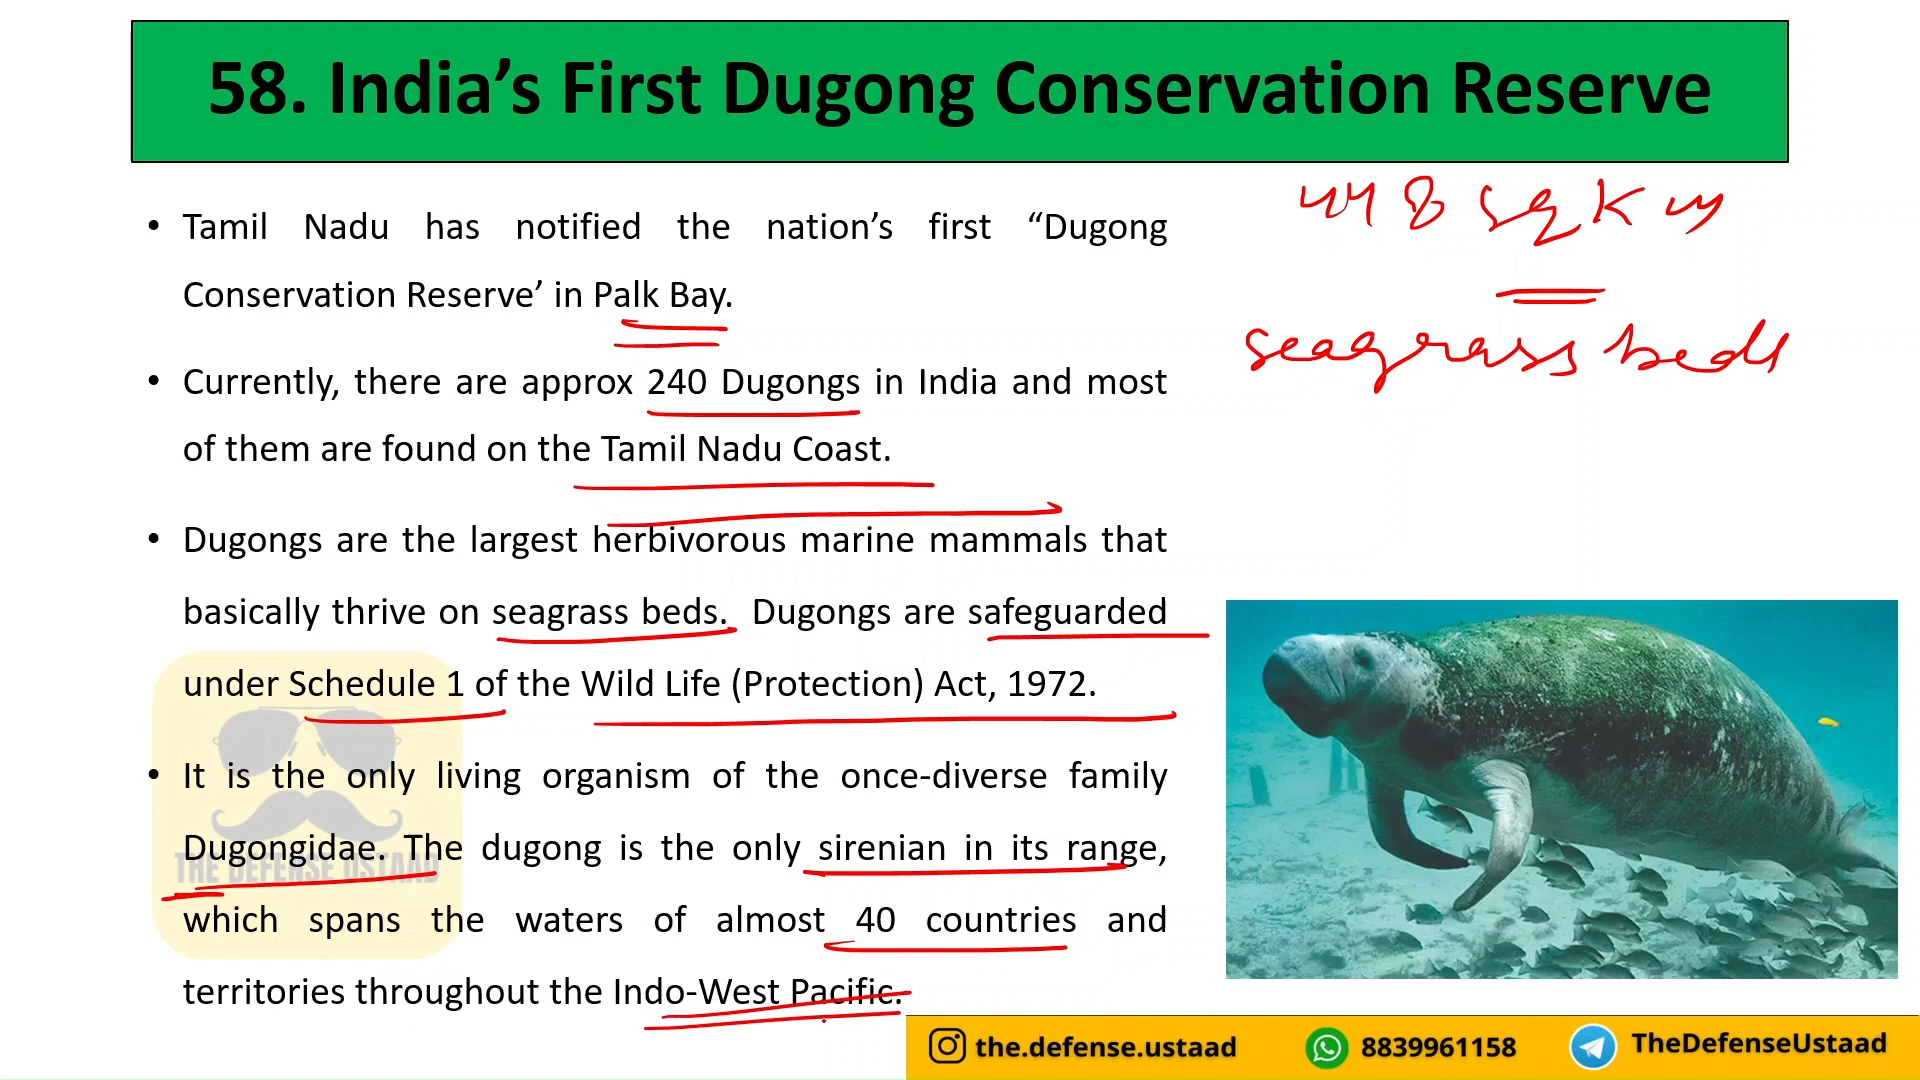 58. India’s First Dugong Conservation Reserve
• Tamil Nadu has notified the nation’s first “Dugong
Conservation Reserve’ in Palk Bay.
• Currently, there are approx 240 Dugongs in India and most
of them are found on the Tamil Nadu Coast.
• Dugongs are the largest herbivorous marine mammals that
basically thrive on seagrass beds. Dugongs are safeguarded
under Schedule 1 of the Wild Life (Protection) Act, 1972.
• It is the only living organism of the once-diverse family
Dugongidae. The dugong is the only sirenian in its range,
which spans the waters of almost 40 countries and
territories throughout the Indo-West Pacific.
448 sq km
seagrass beds
THE DEFENSE USTAAD
the.defense.ustaad
8839961158
TheDefenseUstaad